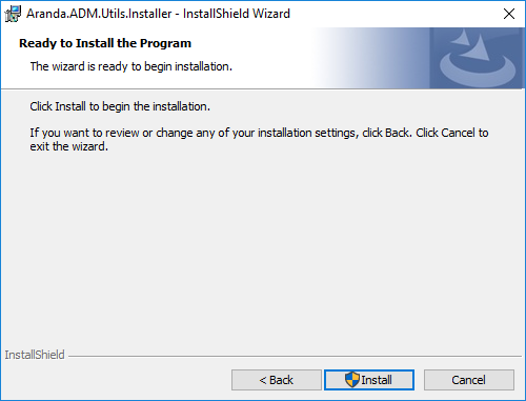 Aranda.ADM.Utils.Installer - InstallShield Wizard
Ready to Install the Program
The wizard is ready to begin installation.
Click Install to begin the installation.
If you want to review or change any of your installation settings, click Back. Click Cancel to
exit the wizard.
InstallShield
< Back
Install
Cancel